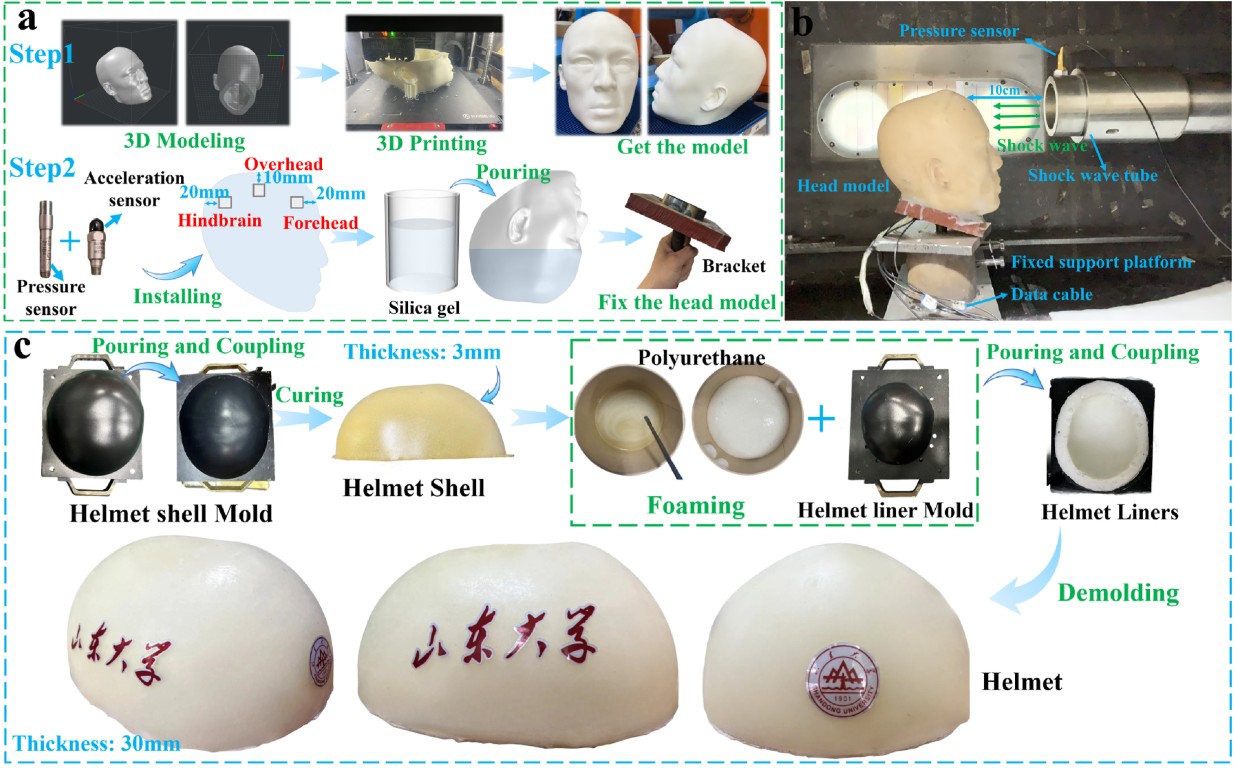 a
Step1
3D Modeling
3D Printing
Get the model
Step2
Acceleration
sensor
Pressure
sensor
Installing
Overhead
10mm
20mm
20mm
Hindbrain
Forehead
Pouring
Silica gel
Bracket
Fix the head model
b
Pressure sensor
10cm
Shock wave
Shock wave tube
Head model
Fixed support platform
Data cable
c
Pouring and Coupling
Curing
Thickness: 3mm
Helmet shell Mold
Helmet Shell
Polyurethane
Foaming
Helmet liner Mold
Pouring and Coupling
Helmet Liners
Demolding
山东大学
山东大学
1901
SHANDONG UNIVERSITY
Helmet
Thickness: 30mm